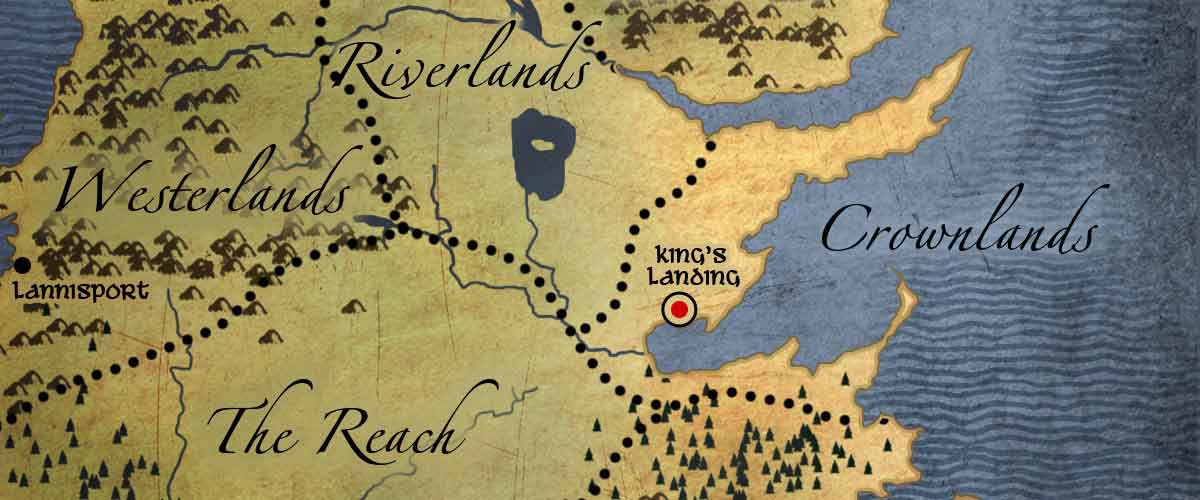 Riverlands
Westerlands
Crownlands
KING'S
LANDING
LANNISPORT
The Reach